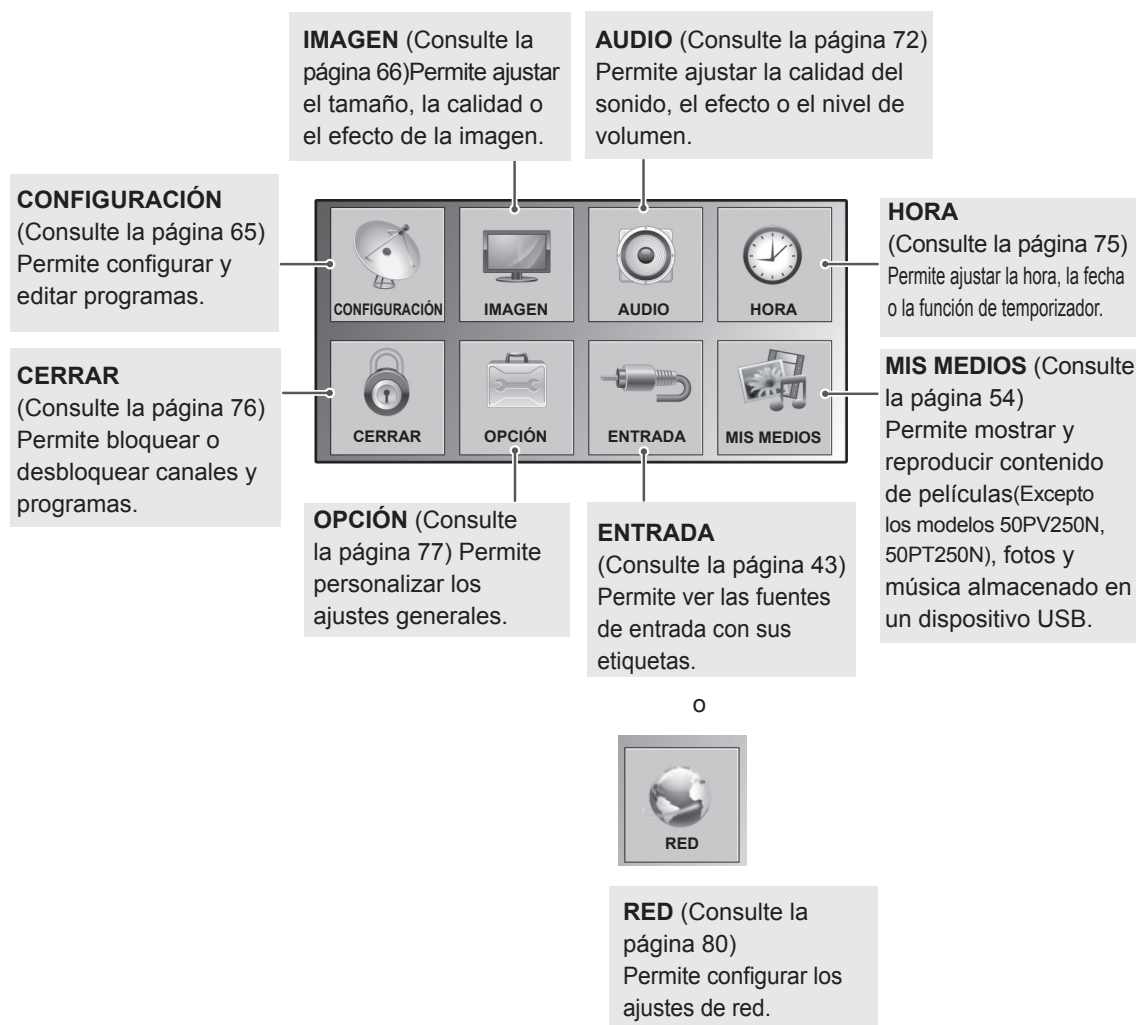 IMAGEN (Consulte la
página 66)Permite ajustar
el tamaño, la calidad o
el efecto de la imagen.
AUDIO (Consulte la página 72)
Permite ajustar la calidad del
sonido, el efecto o el nivel de
volumen.
CONFIGURACIÓN
(Consulte la página 65)
Permite configurar y
editar programas.
CONFIGURACIÓN
IMAGEN
AUDIO
HORA
HORA
(Consulte la página 75)
Permite ajustar la hora, la fecha
o la función de temporizador.
CERRAR
(Consulte la página 76)
Permite bloquear o
desbloquear canales y
programas.
CERRAR
OPCIÓN
ENTRADA
MIS MEDIOS
MIS MEDIOS (Consulte
la página 54)
Permite mostrar y
reproducir contenido
de películas(Excepto
los modelos 50PV250N,
50PT250N), fotos y
música almacenado en
un dispositivo USB.
OPCIÓN (Consulte
la página 77) Permite
personalizar los
ajustes generales.
ENTRADA
(Consulte la página 43)
Permite ver las fuentes
de entrada con sus
etiquetas.
o
RED
RED (Consulte la
página 80)
Permite configurar los
ajustes de red.